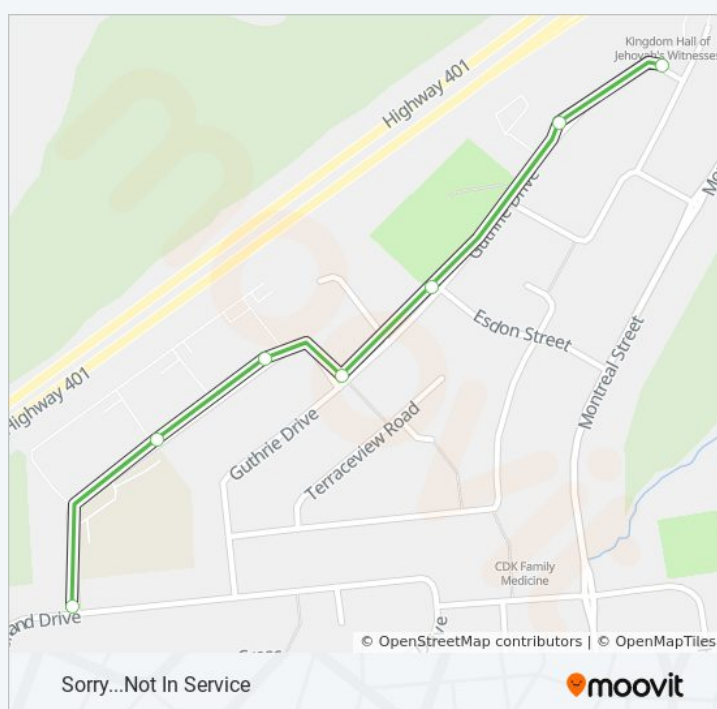 Kingdom Hall of
Jehovah's Witnesses
Highway 401
Guthrie Drive
Esdon Street
Montreal Street
Highway 401
Guthrie Drive
Terraceview Road
CDK Family
Medicine
Drive
© OpenStreetMap contributors | © OpenMapTiles
Sorry...Not In Service
moovit